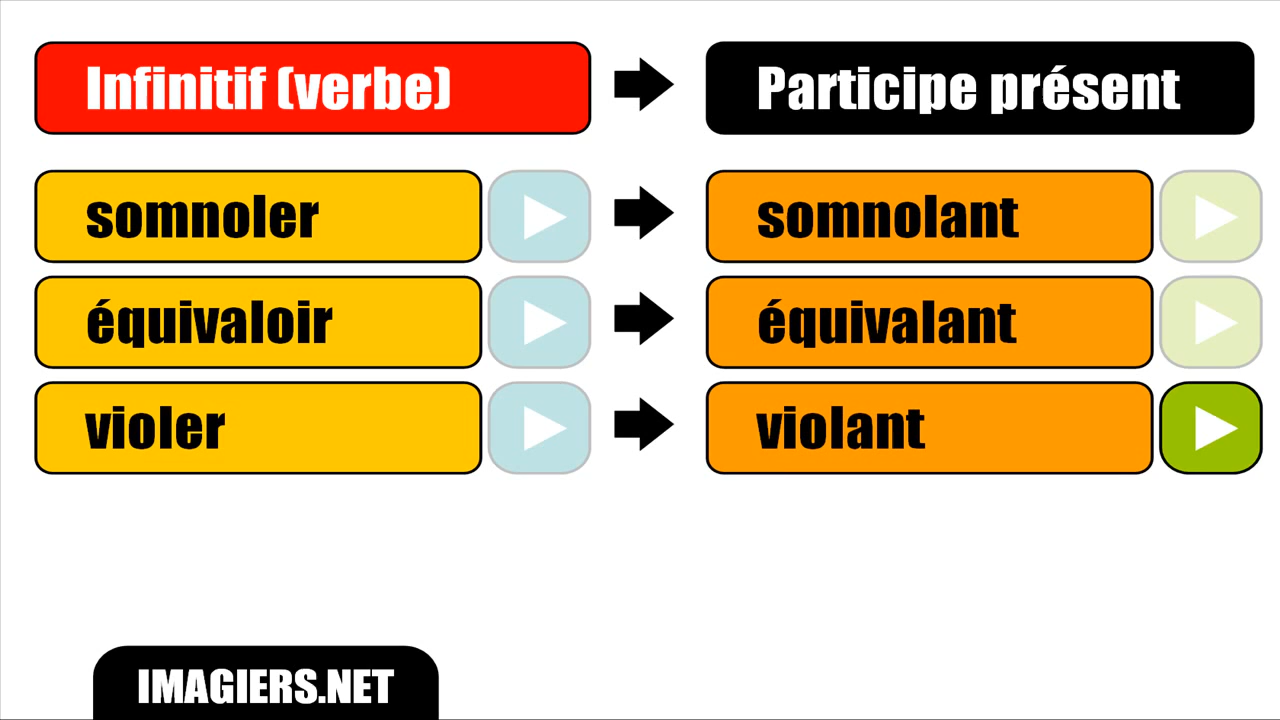 Infinitif (verbe) Participe présent
somnoler somnolant
équivaloir équivalant
violer violant
IMAGIERS.NET